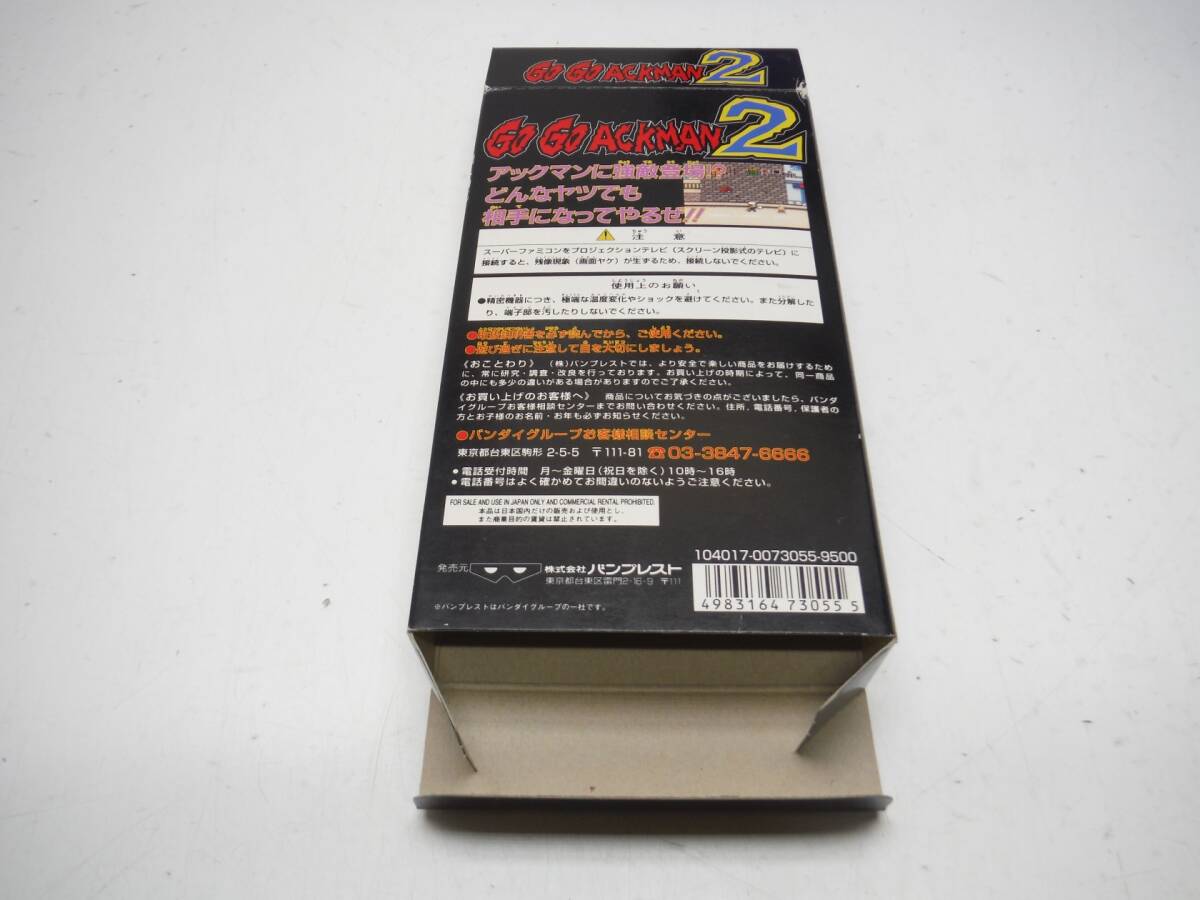 GO GO ACKMAN 2
GO GO ACKMAN 2
アックマンに強敵登場!?
どんなヤツでも
相手になってやるぜ!!
ちゅう い
注 意
スーパーファミコンをプロジェクションテレビ(スクリーン投影式のテレビ)に
接続すると、残像現象(画面ヤケ)が生ずるため、接続しないでください。
使用上のお願い
●精密機器につき、極端な温度変化やショックを避けてください。また分解した
り、端子部を汚したりしないでください。
●取扱説明書を必ず読んでから、ご使用ください。
●遊び過ぎに注意して目を大切にしましょう。
《おことわり》 (株)バンプレストでは、より安全で楽しい商品をお届けするため
に、常に研究・調査・改良を行っております。お買い上げの時期によって、同一商品
の中にも多少の違いがある場合がありますのでご了承ください。
《お買い上げのお客様へ》 商品についてお気づきの点がございましたら、バンダ
イグループお客様相談センターまでお問い合わせください。住所,電話番号,保護者の
方とお子様のお名前・お年も必ずお知らせください。
●バンダイグループお客様相談センター
東京都台東区駒形 2-5-5 〒111-81 ☎03-3847-6666
●電話受付時間 月〜金曜日(祝日を除く)10時〜16時
●電話番号はよく確かめてお間違いのないようご注意ください。
FOR SALE AND USE IN JAPAN ONLY AND COMMERCIAL RENTAL PROHIBITED.
本品は日本国内だけの販売および使用とし、
また商業目的の賃貸は禁止されています。
104017-0073055-9500
発売元 株式会社バンプレスト
東京都台東区雷門2-16-9 〒111
4983164 73055 5
※バンプレストはバンダイグループの一社です。